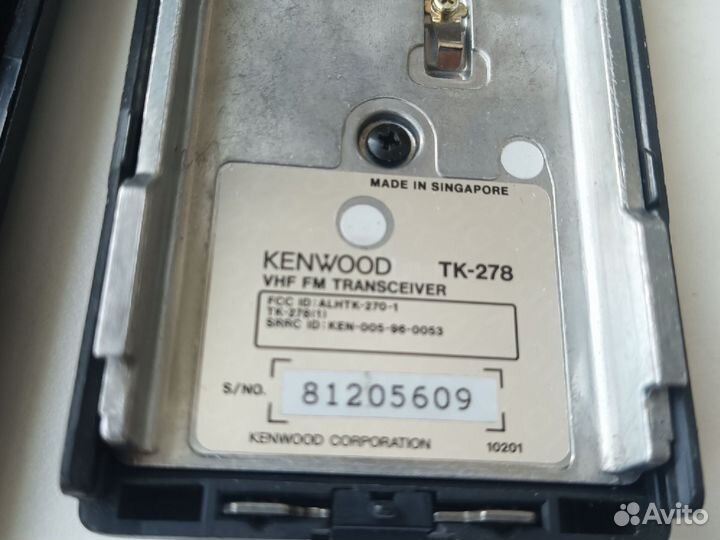 MADE IN SINGAPORE
KENWOOD TK-278
VHF FM TRANSCEIVER
FCC ID:ALHTK-270-1
TK-278(1)
SRRC ID:KEN-005-96-0053
S/NO. 81205609
KENWOOD CORPORATION 10201
Avito